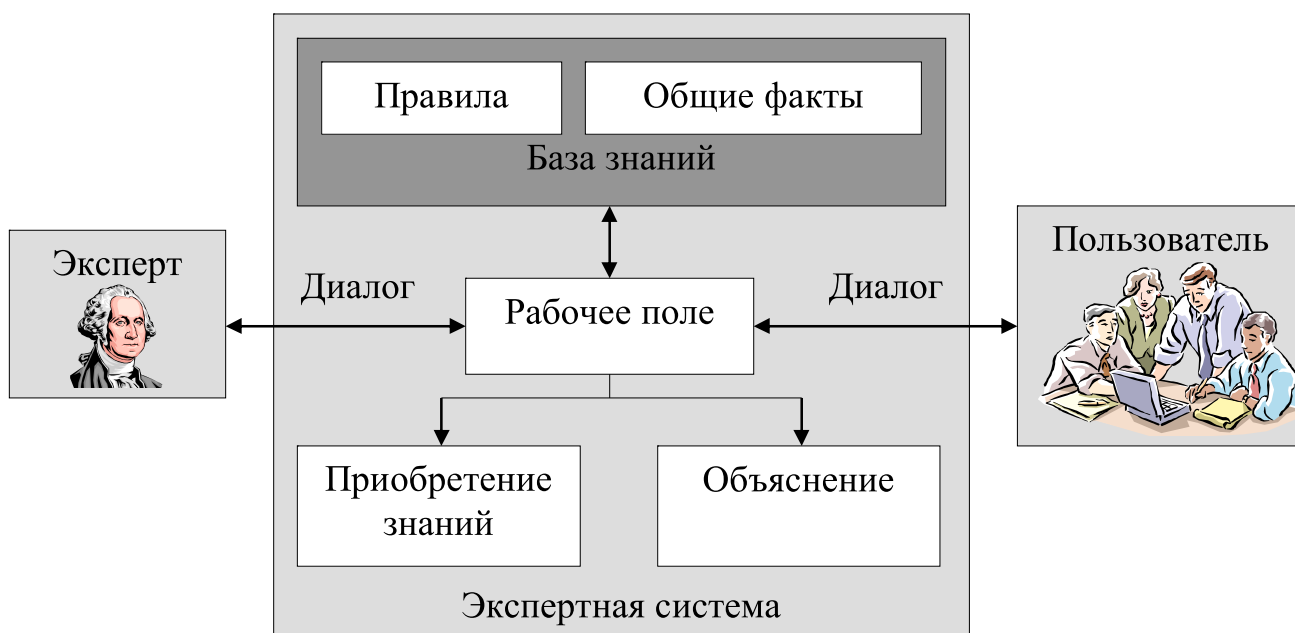 Правила
Общие факты
База знаний
Эксперт
Диалог
Рабочее поле
Диалог
Пользователь
Приобретение
знаний
Объяснение
Экспертная система